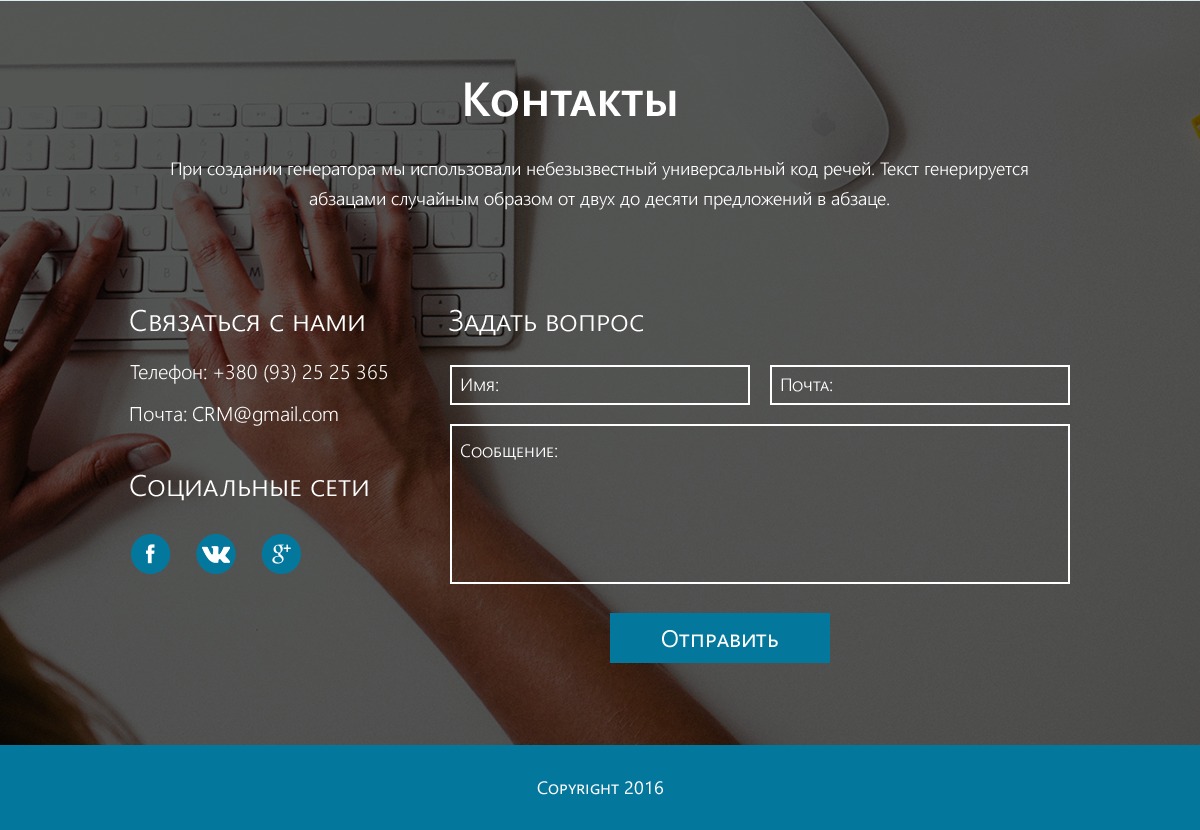 Контакты
При создании генератора мы использовали небезызвестный универсальный код речей. Текст генерируется
абзацами случайным образом от двух до десяти предложений в абзаце.
Связаться с нами
Телефон: +380 (93) 25 25 365
Почта: CRM@gmail.com
Социальные сети
f
g+
Задать вопрос
Имя:
Почта:
Сообщение:
Отправить
Copyright 2016